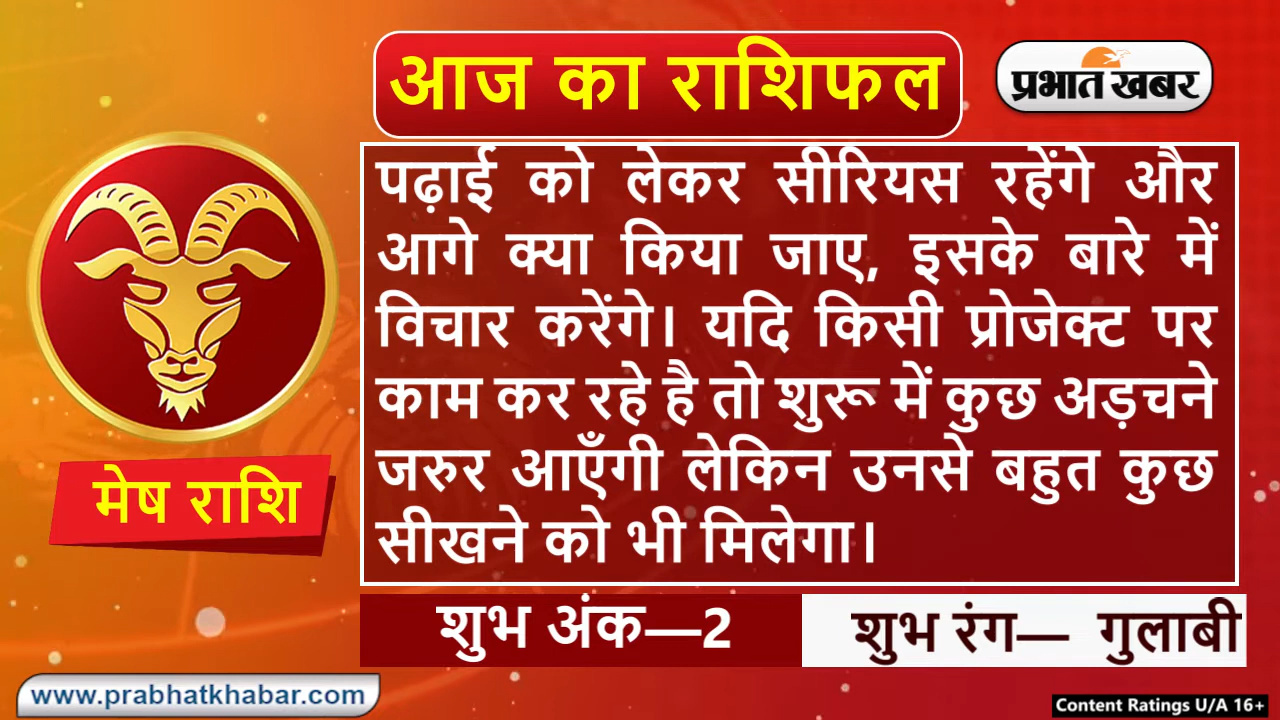 आज का राशिफल
प्रभात खबर
पढ़ाई को लेकर सीरियस रहेंगे और
आगे क्या किया जाए, इसके बारे में
विचार करेंगे। यदि किसी प्रोजेक्ट पर
काम कर रहे है तो शुरू में कुछ अड़चने
जरुर आएँगी लेकिन उनसे बहुत कुछ
सीखने को भी मिलेगा।
मेष राशि
शुभ अंक—2
शुभ रंग— गुलाबी
www.prabhatkhabar.com
Content Ratings U/A 16+